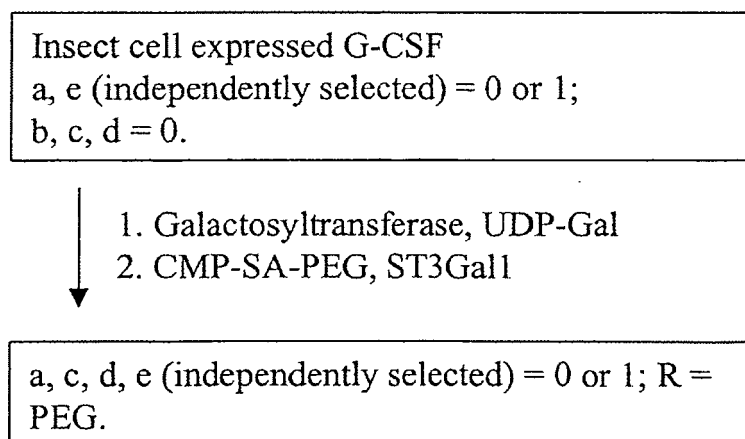 Insect cell expressed G-CSF
a, e (independently selected) = 0 or 1;
b, c, d = 0.
1. Galactosyltransferase, UDP-Gal
2. CMP-SA-PEG, ST3Gal1
a, c, d, e (independently selected) = 0 or 1; R =
PEG.